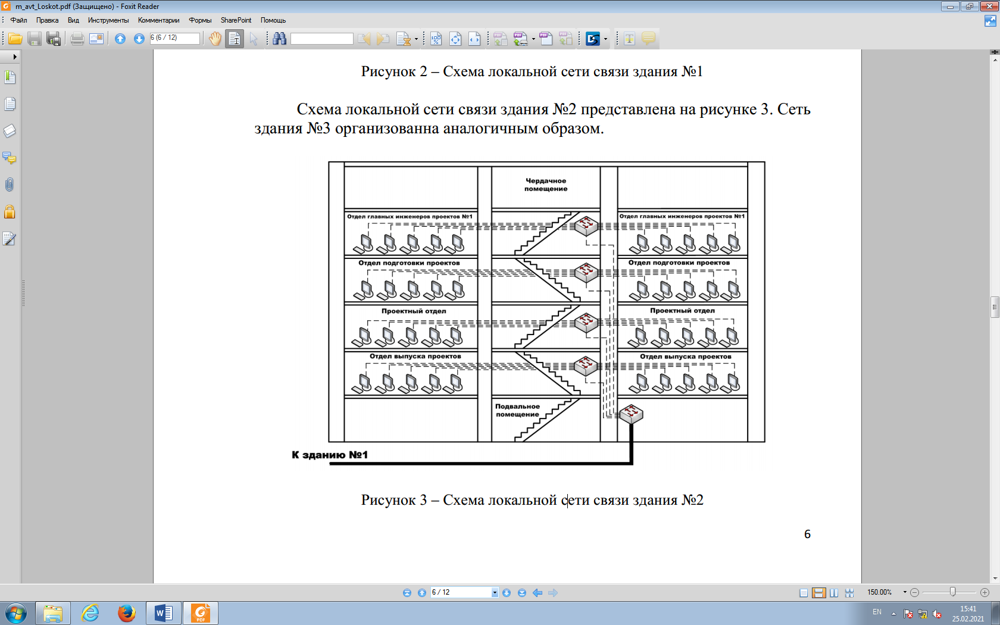 m_avt_Loskot.pdf (Защищено) - Foxit Reader
Файл Правка Вид Инструменты Комментарии Формы SharePoint Помощь
6 (6 / 12)
Рисунок 2 – Схема локальной сети связи здания №1
Схема локальной сети связи здания №2 представлена на рисунке 3. Сеть
здания №3 организованна аналогичным образом.
Чердачное
помещение
Отдел главных инженеров проектов №1
Отдел главных инженеров проектов №1
Отдел подготовки проектов
Отдел подготовки проектов
Проектный отдел
Проектный отдел
Отдел выпуска проектов
Отдел выпуска проектов
Подвальное
помещение
К зданию №1
Рисунок 3 – Схема локальной сети связи здания №2
6
6 / 12
150.00%
EN
15:41
25.02.2021